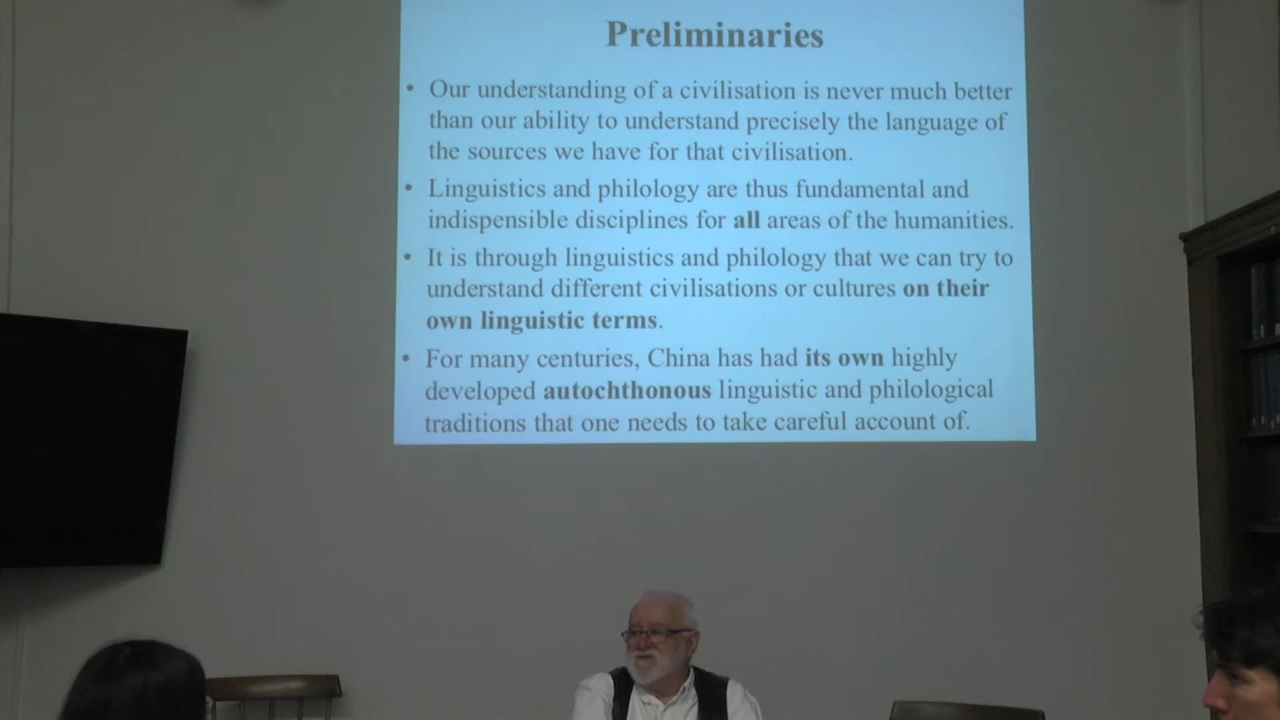 Preliminaries
• Our understanding of a civilisation is never much better
than our ability to understand precisely the language of
the sources we have for that civilisation.
• Linguistics and philology are thus fundamental and
indispensible disciplines for all areas of the humanities.
• It is through linguistics and philology that we can try to
understand different civilisations or cultures on their
own linguistic terms.
• For many centuries, China has had its own highly
developed autochthonous linguistic and philological
traditions that one needs to take careful account of.